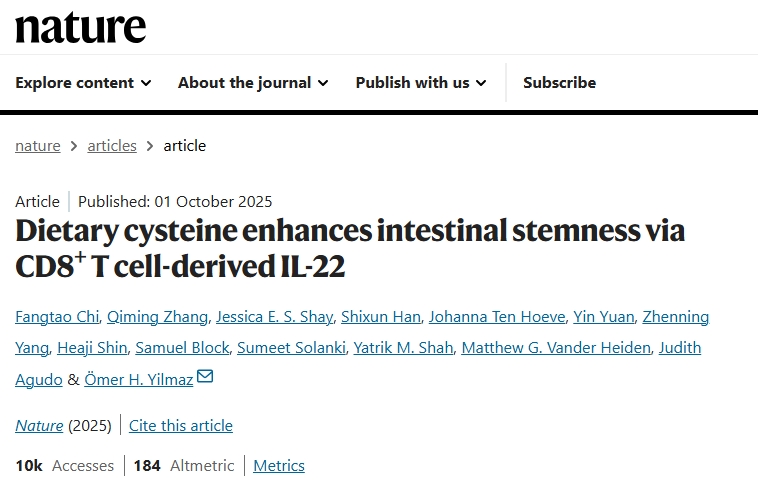 nature
Explore content About the journal Publish with us Subscribe
nature > articles > article
Article | Published: 01 October 2025
Dietary cysteine enhances intestinal stemness via
CD8⁺ T cell-derived IL-22
Fangtao Chi, Qiming Zhang, Jessica E. S. Shay, Shixun Han, Johanna Ten Hoeve, Yin Yuan, Zhenning
Yang, Heaji Shin, Samuel Block, Sumeet Solanki, Yatrik M. Shah, Matthew G. Vander Heiden, Judith
Agudo & Ömer H. Yilmaz
Nature (2025) | Cite this article
10k Accesses | 184 Altmetric | Metrics